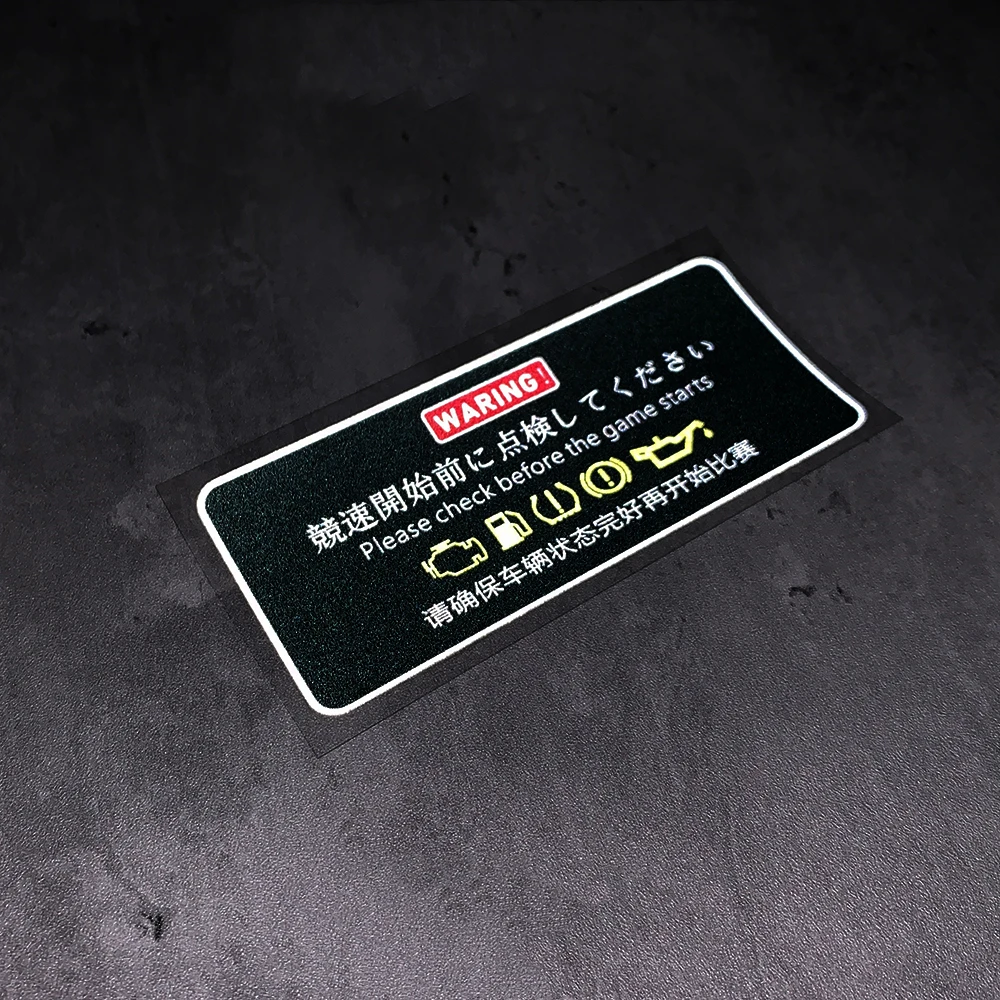 WARING!
競速開始前に点検してください
Please check before the game starts
请确保车辆状态完好再开始比赛